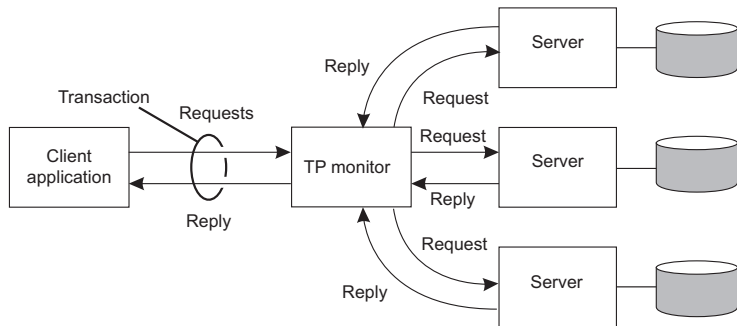 Server
Reply
Transaction
Requests
Request
Client
application
TP monitor
Request
Server
Reply
Reply
Request
Reply
Server